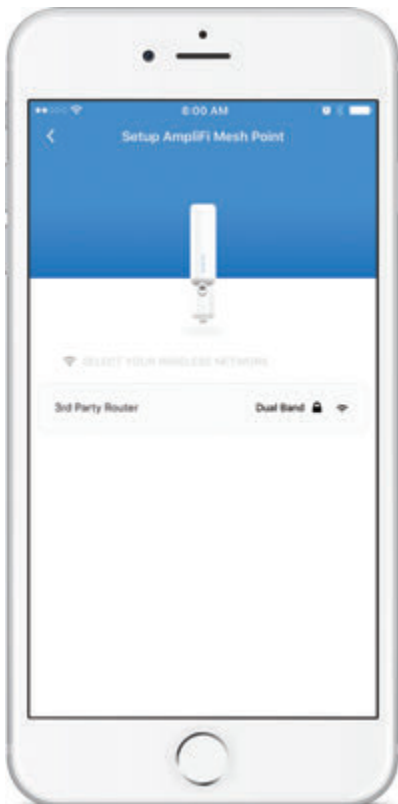 8:00 AM
Setup AmpliFi Mesh Point
SELECT YOUR WIRELESS NETWORK
3rd Party Router Dual Band